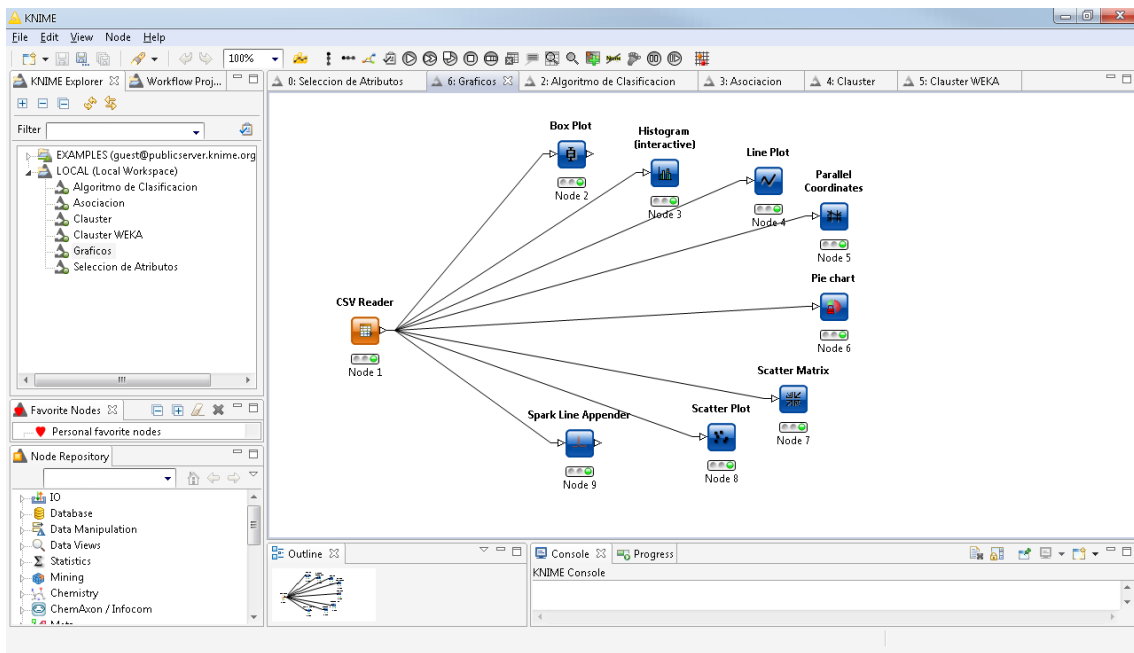 KNIME
File Edit View Node Help
100%
KNIME Explorer
Workflow Proj...
0: Seleccion de Atributos
6: Graficos
2: Algoritmo de Clasificacion
3: Asociacion
4: Clauster
5: Clauster WEKA
Filter
EXAMPLES (guest@publicserver.knime.org
LOCAL (Local Workspace)
Algoritmo de Clasificacion
Asociacion
Clauster
Clauster WEKA
Graficos
Seleccion de Atributos
Favorite Nodes
Personal favorite nodes
Node Repository
IO
Database
Data Manipulation
Data Views
Statistics
Mining
Chemistry
ChemAxon / Infocom
Box Plot
Node 2
Histogram
(interactive)
Node 3
Line Plot
Node 4
Parallel
Coordinates
Node 5
CSV Reader
Node 1
Pie chart
Node 6
Scatter Matrix
Node 7
Scatter Plot
Node 8
Spark Line Appender
Node 9
Outline
Console
Progress
KNIME Console